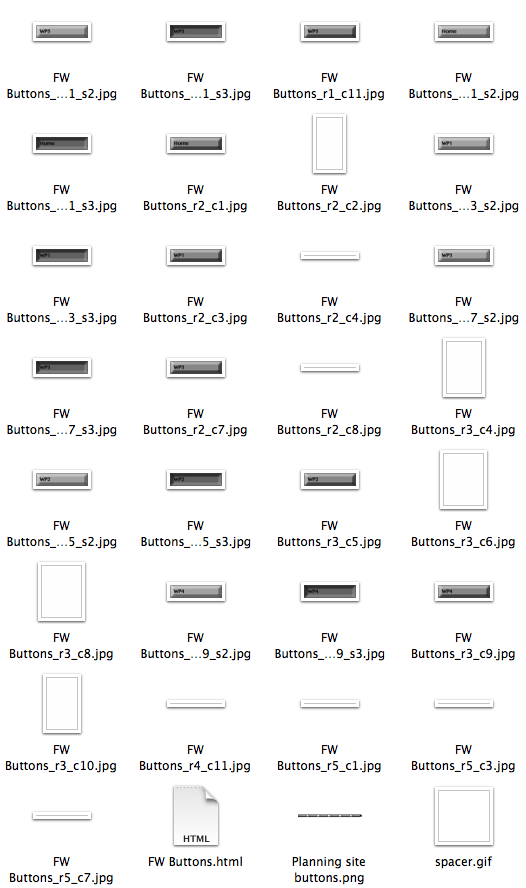 WP5 WP5 WP5 Home
FW FW FW FW
Buttons_...1_s2.jpg Buttons_...1_s3.jpg Buttons_r1_c11.jpg Buttons_...1_s2.jpg
Home Home WP1
FW FW FW FW
Buttons_...1_s3.jpg Buttons_r2_c1.jpg Buttons_r2_c2.jpg Buttons_...3_s2.jpg
WP1 WP1 WP3
FW FW FW FW
Buttons_...3_s3.jpg Buttons_r2_c3.jpg Buttons_r2_c4.jpg Buttons_...7_s2.jpg
WP3 WP3
FW FW FW FW
Buttons_...7_s3.jpg Buttons_r2_c7.jpg Buttons_r2_c8.jpg Buttons_r3_c4.jpg
WP2 WP2 WP2
FW FW FW FW
Buttons_...5_s2.jpg Buttons_...5_s3.jpg Buttons_r3_c5.jpg Buttons_r3_c6.jpg
WP4 WP4 WP4
FW FW FW FW
Buttons_r3_c8.jpg Buttons_...9_s2.jpg Buttons_...9_s3.jpg Buttons_r3_c9.jpg
FW FW FW FW
Buttons_r3_c10.jpg Buttons_r4_c11.jpg Buttons_r5_c1.jpg Buttons_r5_c3.jpg
HTML
FW FW Buttons.html Planning site spacer.gif
Buttons_r5_c7.jpg buttons.png